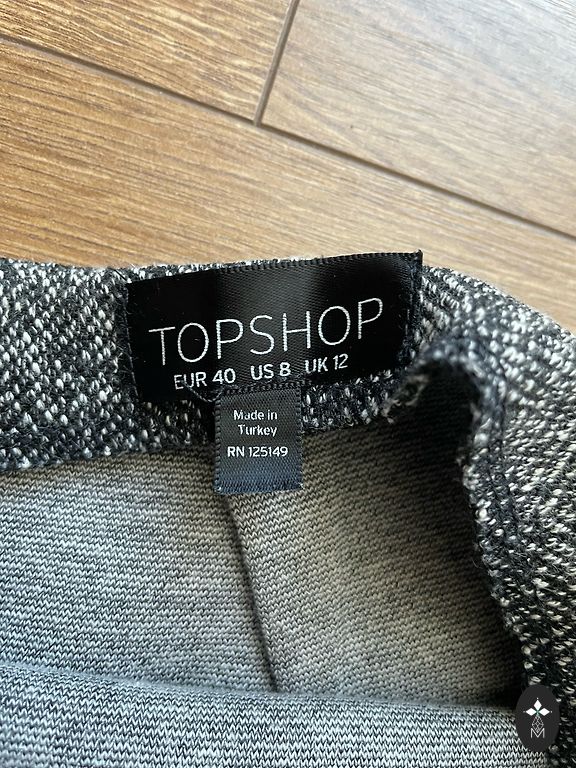 TOPSHOP
EUR 40 US 8 UK 12
Made in
Turkey
RN 125149
M